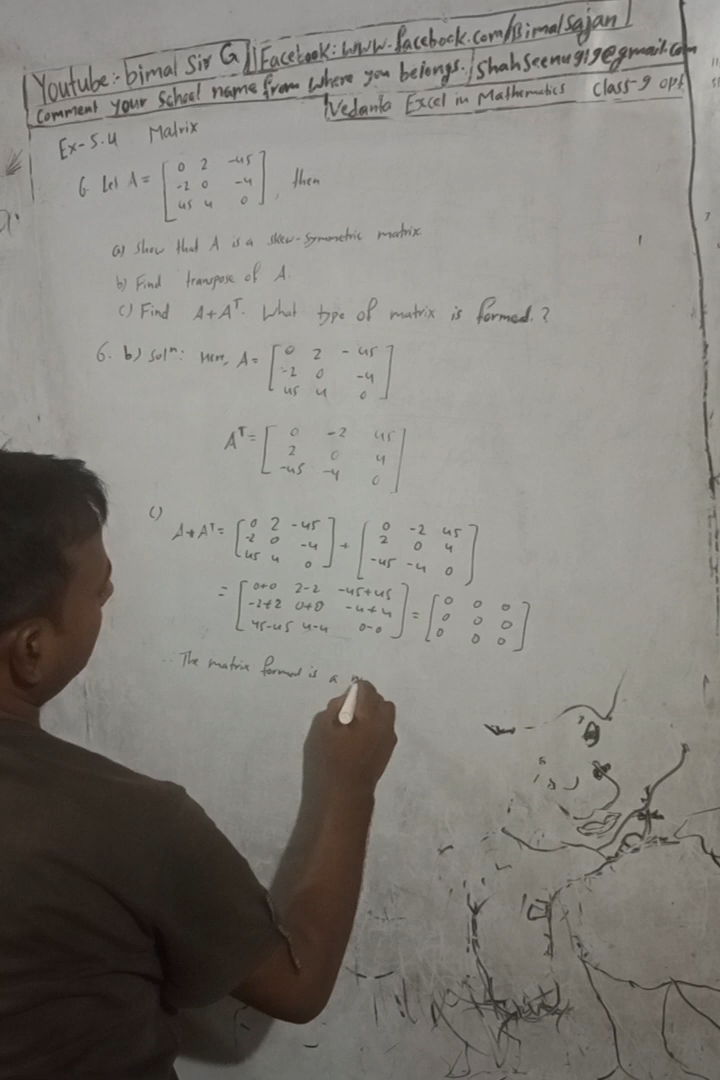 Youtube:- bimal Sir G | Facebook: www.facebook.com/Bimalsajan
Comment your School name from where you belongs. / shahseenug19@gmail.com
Vedanta Excel in Mathematics class-9 opt
Ex-5.4 Matrix
6. Let A = [0 2 -45
-2 0 -4
45 4 0], then
a) Show that A is a skew-symmetric matrix
b) Find transpose of A.
c) Find A+Aᵀ. What type of matrix is formed.?
6. b) Solⁿ: Here, A = [0 2 -45
-2 0 -4
45 4 0]
Aᵀ = [0 -2 45
2 0 4
-45 -4 0]
c)
A+Aᵀ = [0 2 -45 + [0 -2 45
-2 0 -4 2 0 4
45 4 0] -45 -4 0]
= [0+0 2-2 -45+45 = [0 0 0
-2+2 0+0 -4+4 0 0 0
45-45 4-4 0-0] 0 0 0]
∴ The matrix formed is a